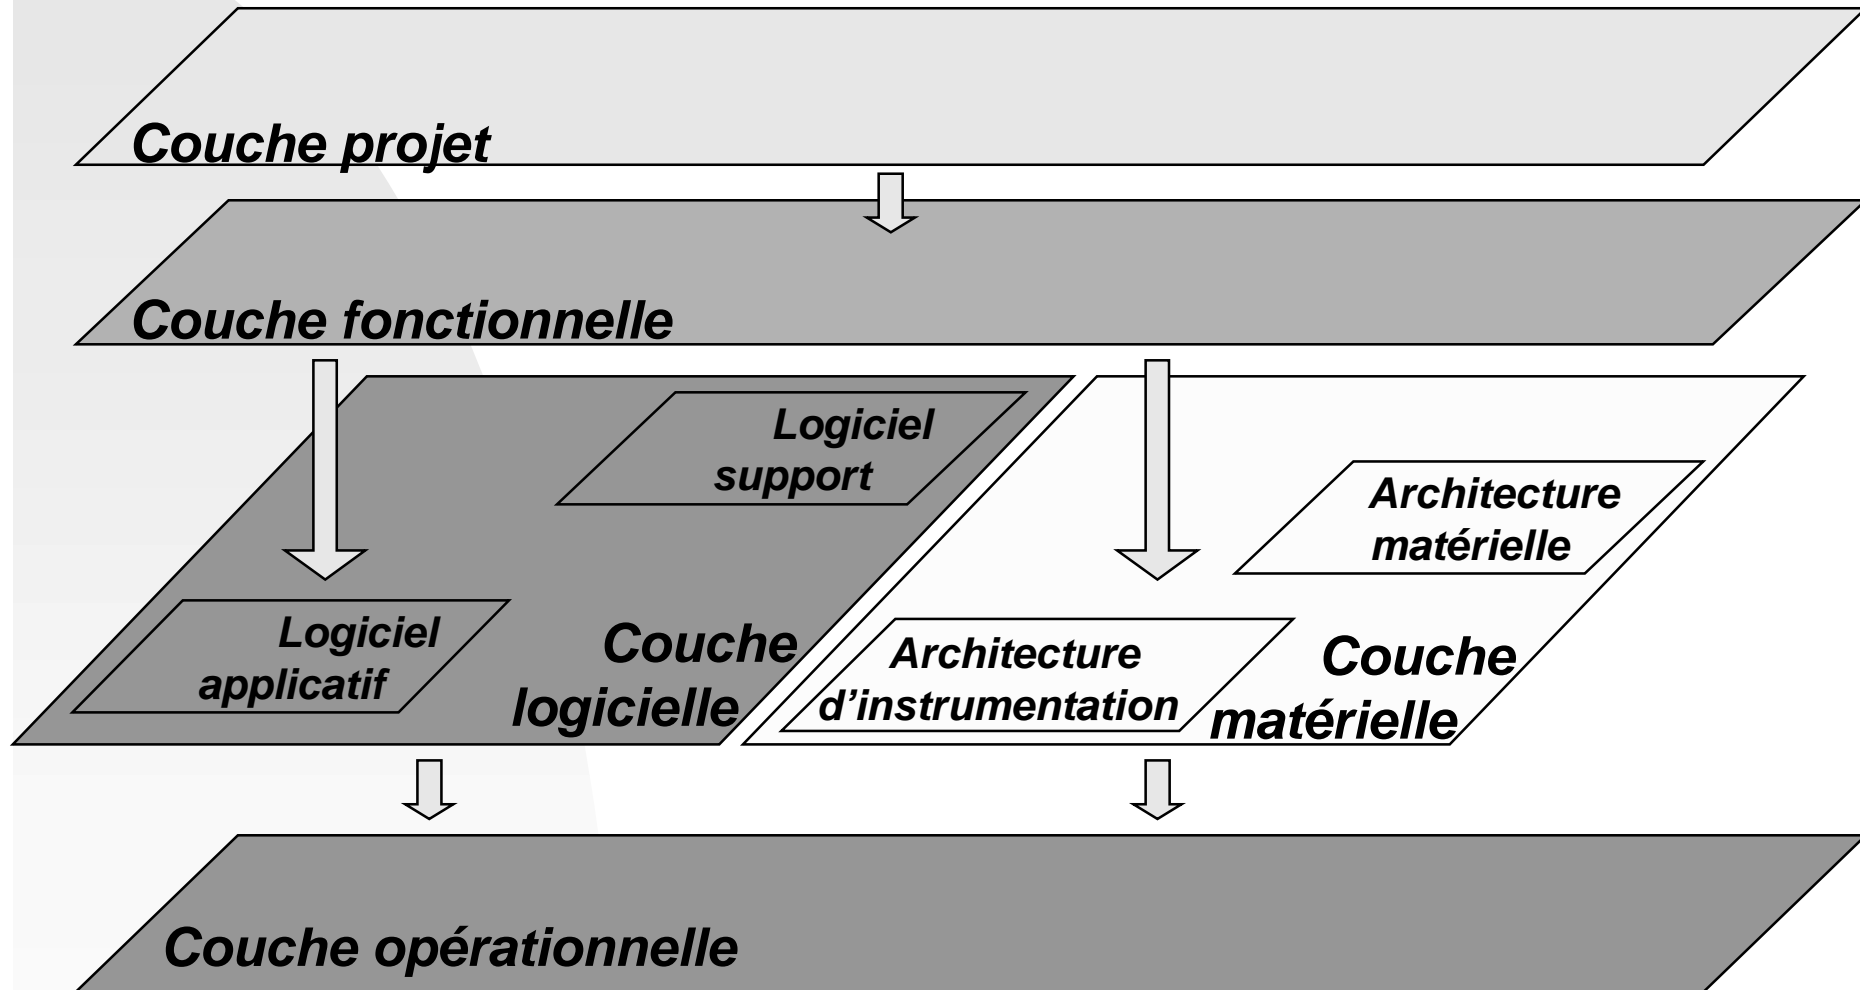 Couche projet
Couche fonctionnelle
Logiciel
support
Architecture
matérielle
Logiciel
applicatif
Couche
logicielle
Architecture
d’instrumentation
Couche
matérielle
Couche opérationnelle